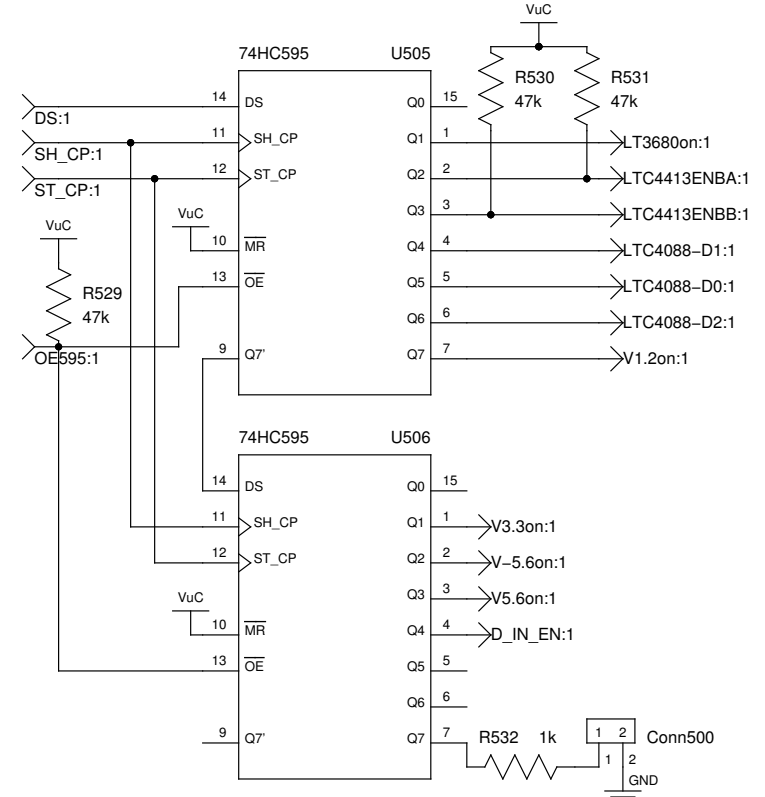 VuC
74HC595 U505
R530 R531
47k 47k
14 DS Q0 15
DS:1
11 SH_CP Q1 1 LT3680on:1
SH_CP:1
12 ST_CP Q2 2 LTC4413ENBA:1
ST_CP:1
VuC
VuC
Q3 3 LTC4413ENBB:1
10 MR Q4 4 LTC4088-D1:1
13 OE Q5 5 LTC4088-D0:1
R529
47k
Q6 6 LTC4088-D2:1
9 Q7' Q7 7 V1.2on:1
OE595:1
74HC595 U506
14 DS Q0 15
11 SH_CP Q1 1 V3.3on:1
12 ST_CP Q2 2 V-5.6on:1
VuC
Q3 3 V5.6on:1
10 MR Q4 4 D_IN_EN:1
13 OE Q5 5
Q6 6
9 Q7' Q7 7
R532 1k
1 2 Conn500
1 2
GND